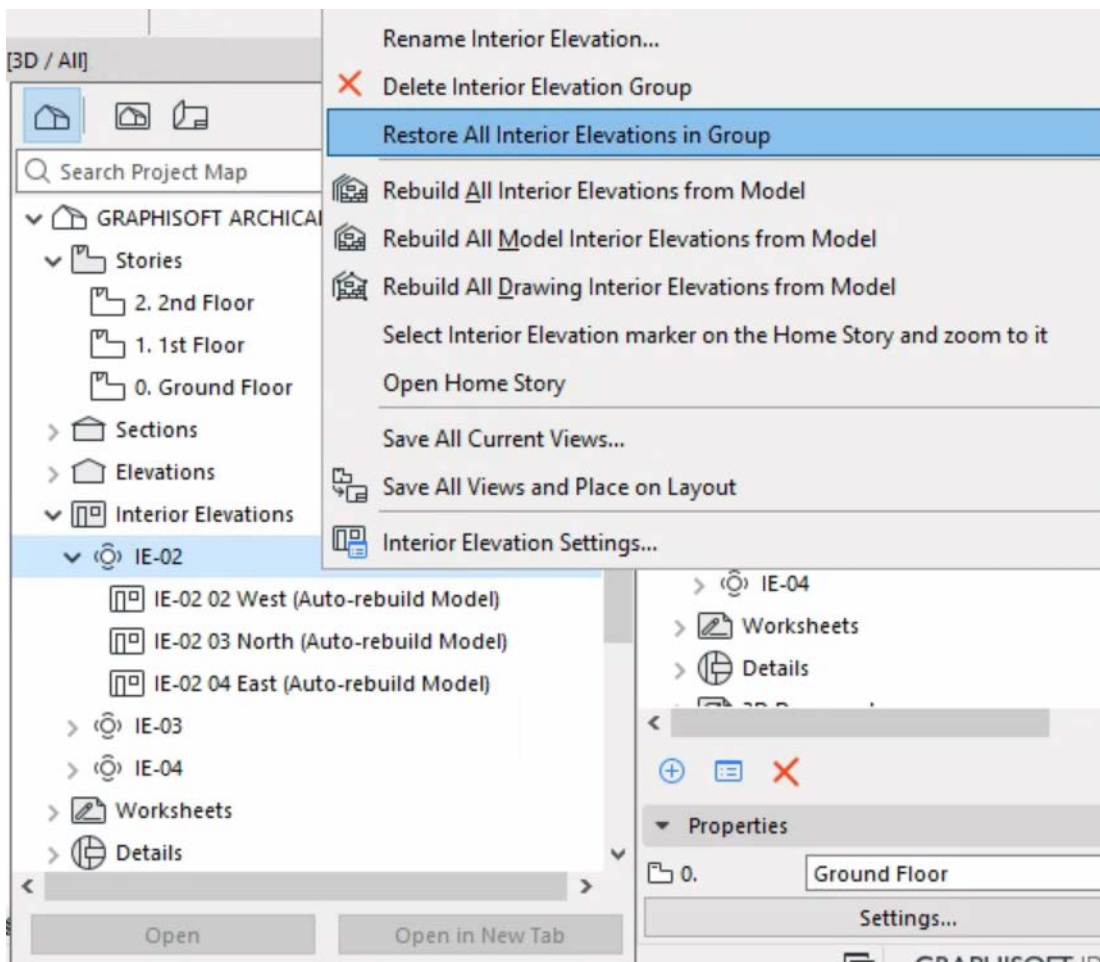 [3D / All]
Search Project Map
GRAPHISOFT ARCHICA
Stories
2. 2nd Floor
1. 1st Floor
0. Ground Floor
Sections
Elevations
Interior Elevations
IE-02
IE-02 02 West (Auto-rebuild Model)
IE-02 03 North (Auto-rebuild Model)
IE-02 04 East (Auto-rebuild Model)
IE-03
IE-04
Worksheets
Details
Open
Open in New Tab
Rename Interior Elevation...
Delete Interior Elevation Group
Restore All Interior Elevations in Group
Rebuild All Interior Elevations from Model
Rebuild All Model Interior Elevations from Model
Rebuild All Drawing Interior Elevations from Model
Select Interior Elevation marker on the Home Story and zoom to it
Open Home Story
Save All Current Views...
Save All Views and Place on Layout
Interior Elevation Settings...
IE-04
Worksheets
Details
Properties
0.
Ground Floor
Settings...
GRAPHISOFT